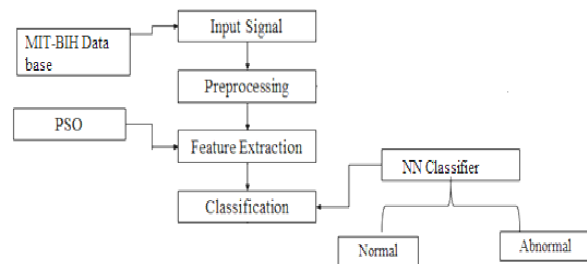 Input Signal
MIT-BIH Data
base
Preprocessing
PSO
Feature Extraction
NN Classifier
Classification
Normal
Abnormal